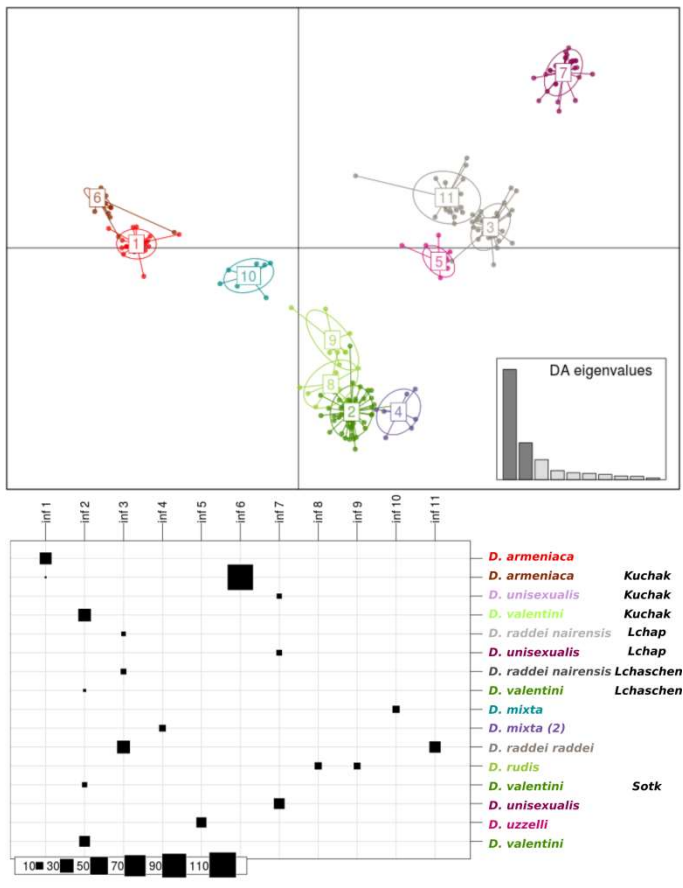 7
6
11
3
1
5
10
9
8
2
4
DA eigenvalues
inf 1 inf 2 inf 3 inf 4 inf 5 inf 6 inf 7 inf 8 inf 9 inf 10 inf 11
D. armeniaca
D. armeniaca Kuchak
D. unisexualis Kuchak
D. valentini Kuchak
D. raddei nairensis Lchap
D. unisexualis Lchap
D. raddei nairensis Lchaschen
D. valentini Lchaschen
D. mixta
D. mixta (2)
D. raddei raddei
D. rudis
D. valentini Sotk
D. unisexualis
D. uzzelli
D. valentini
10 30 50 70 90 110